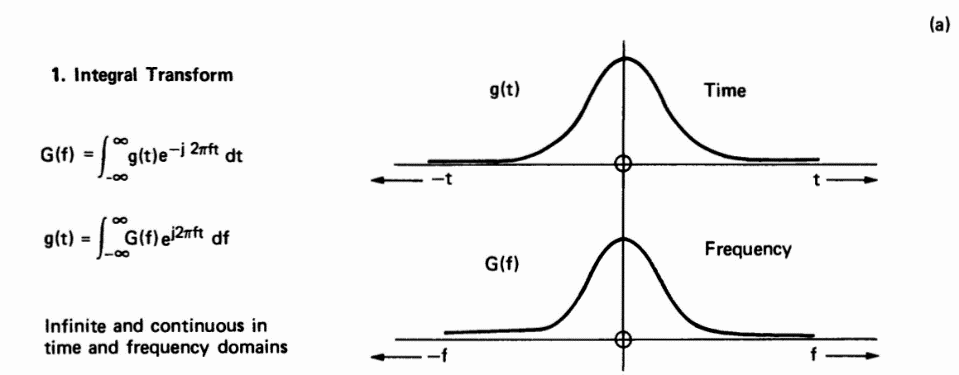 (a)
1. Integral Transform
g(t)
Time
G(f) = ∫_{-∞}^{∞} g(t)e^{-j 2πft} dt
-t
t
g(t) = ∫_{-∞}^{∞} G(f)e^{j2πft} df
G(f)
Frequency
Infinite and continuous in
time and frequency domains
-f
f